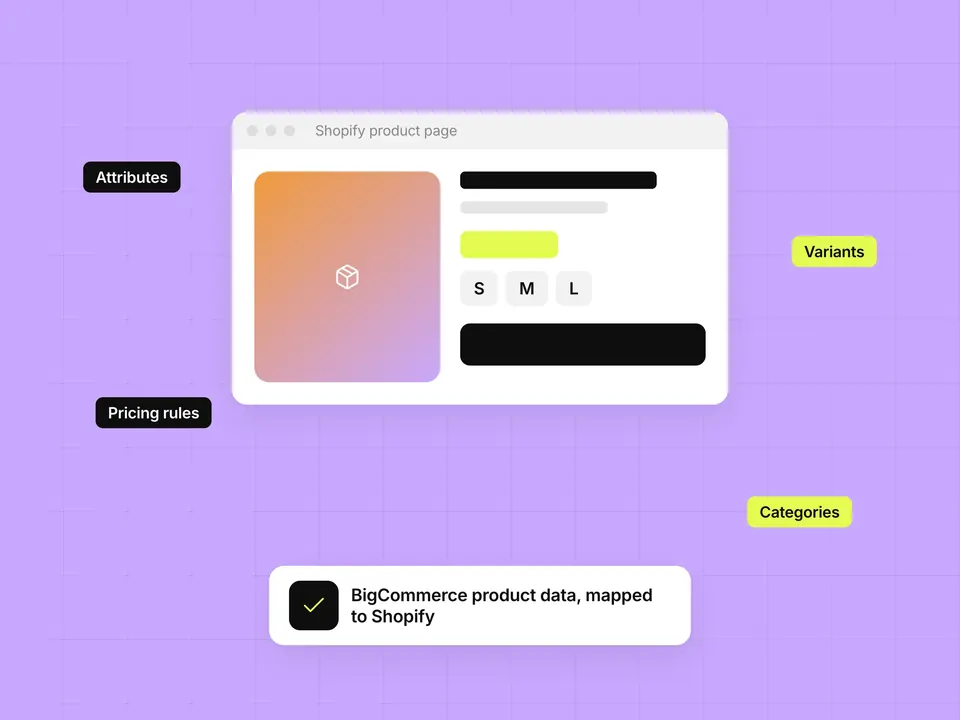 Shopify product page
Attributes
Variants
S M L
Pricing rules
Categories
BigCommerce product data, mapped
to Shopify